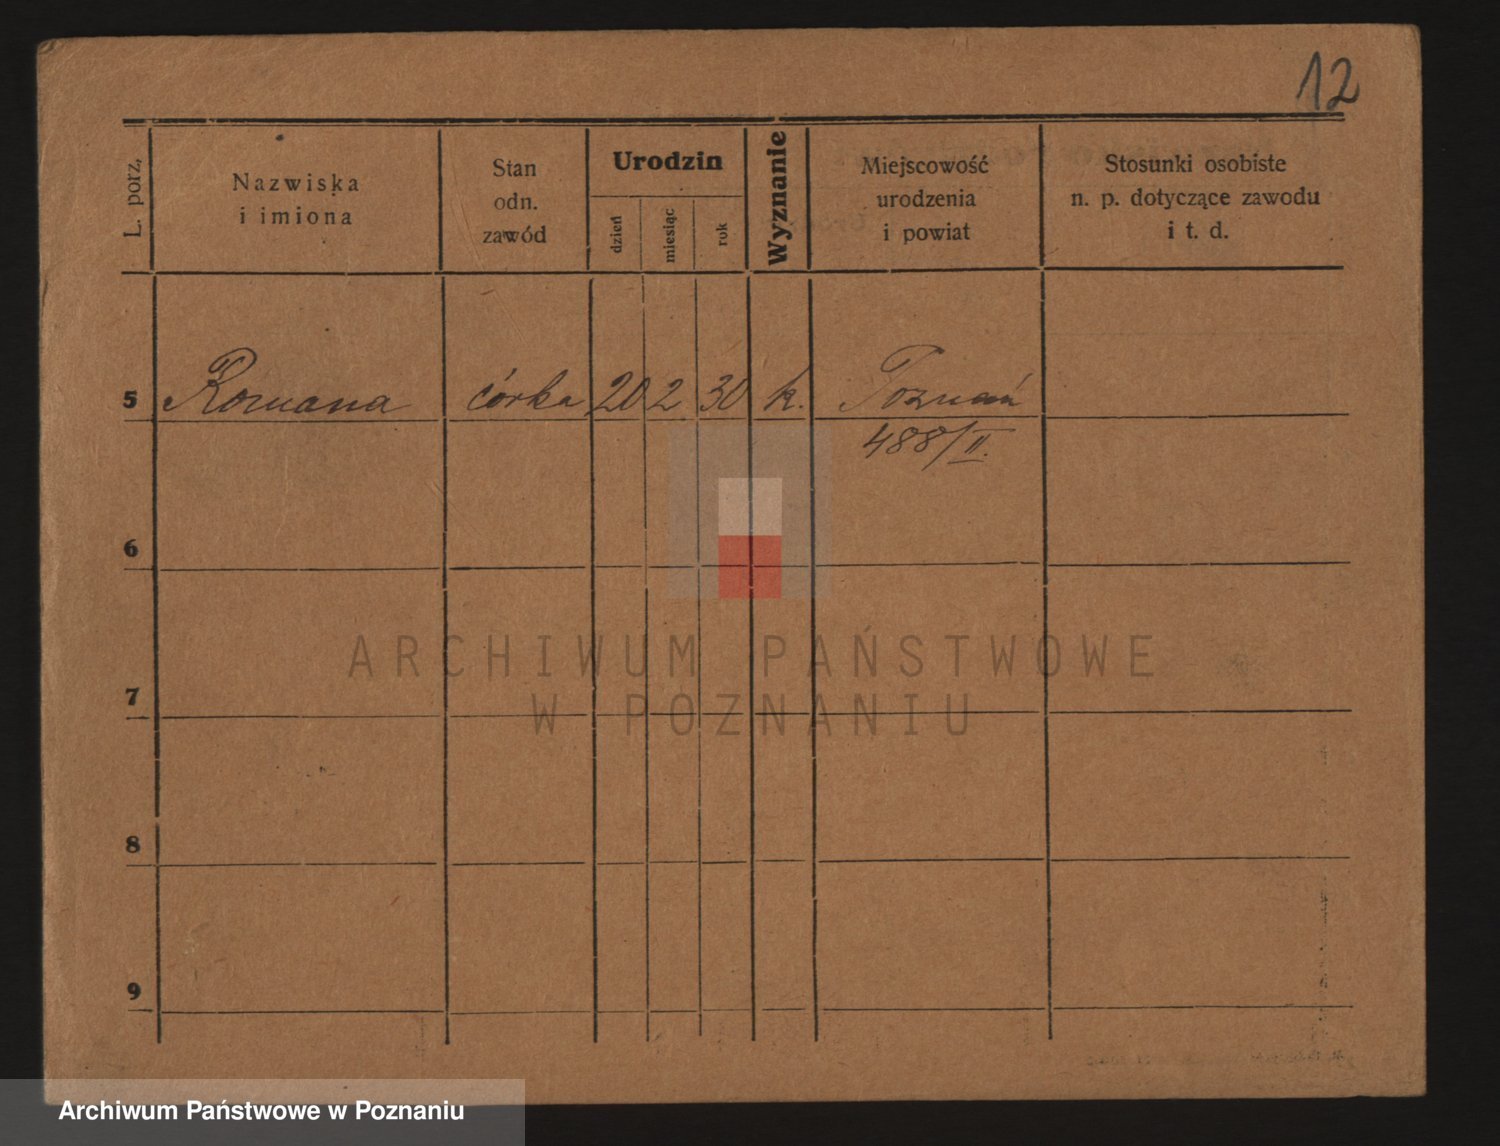 12
L. porz.
Nazwiska
i imiona
Stan
odn.
zawód
Urodzin
dzień
miesiąc
rok
Wyznanie
Miejscowość
urodzenia
i powiat
Stosunki osobiste
n. p. dotyczące zawodu
i t. d.
5 Romana córka 20 2 30 k. Poznań
488/II.
6
7
8
9
ARCHIWUM PAŃSTWOWE
W POZNANIU
Archiwum Państwowe w Poznaniu